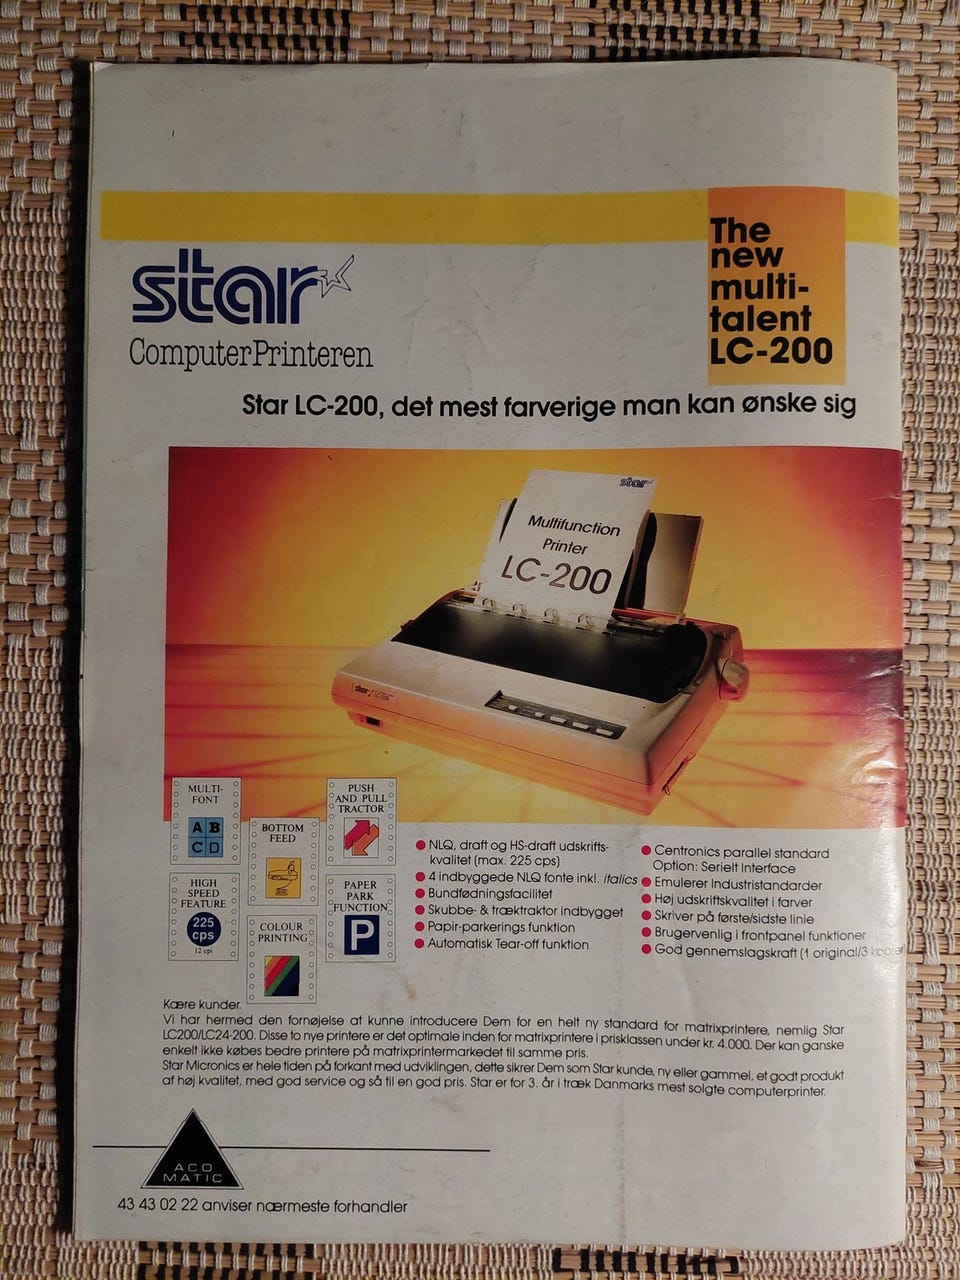 The
new
multi-
talent
LC-200
star
ComputerPrinteren
Star LC-200, det mest farverige man kan ønske sig
star
Multifunction
Printer
LC-200
star LC-200
MULTI-
FONT
A B
C D
BOTTOM
FEED
PUSH
AND PULL
TRACTOR
HIGH
SPEED
FEATURE
225
cps
12 cpi
COLOUR
PRINTING
PAPER
PARK
FUNCTION
P
NLQ, draft og HS-draft udskrifts-
kvalitet (max. 225 cps)
4 indbyggede NLQ fonte inkl. italics
Bundfødningsfacilitet
Skubbe- & træktraktor indbygget
Papir-parkerings funktion
Automatisk Tear-off funktion
Centronics parallel standard
Option: Serielt Interface
Emulerer Industristandarder
Høj udskriftskvalitet i farver
Skriver på første/sidste linie
Brugervenlig i frontpanel funktioner
God gennemslagskraft (1 original/3 kopier
Kære kunder.
Vi har hermed den fornøjelse at kunne introducere Dem for en helt ny standard for matrixprintere, nemlig Star
LC200/LC24-200. Disse to nye printere er det optimale inden for matrixprintere i prisklassen under kr. 4.000. Der kan ganske
enkelt ikke købes bedre printere på matrixprintermarkedet til samme pris.
Star Micronics er hele tiden på forkant med udviklingen, dette sikrer Dem som Star kunde, ny eller gammel, et godt produkt
af høj kvalitet, med god service og så til en god pris. Star er for 3. år i træk Danmarks mest solgte computerprinter.
ACO
MATIC
43 43 02 22 anviser nærmeste forhandler